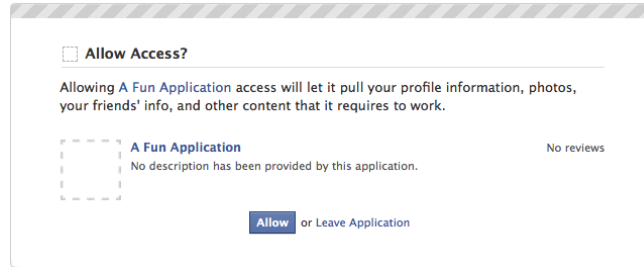 Allow Access?
Allowing A Fun Application access will let it pull your profile information, photos,
your friends' info, and other content that it requires to work.
A Fun Application
No reviews
No description has been provided by this application.
Allow or Leave Application